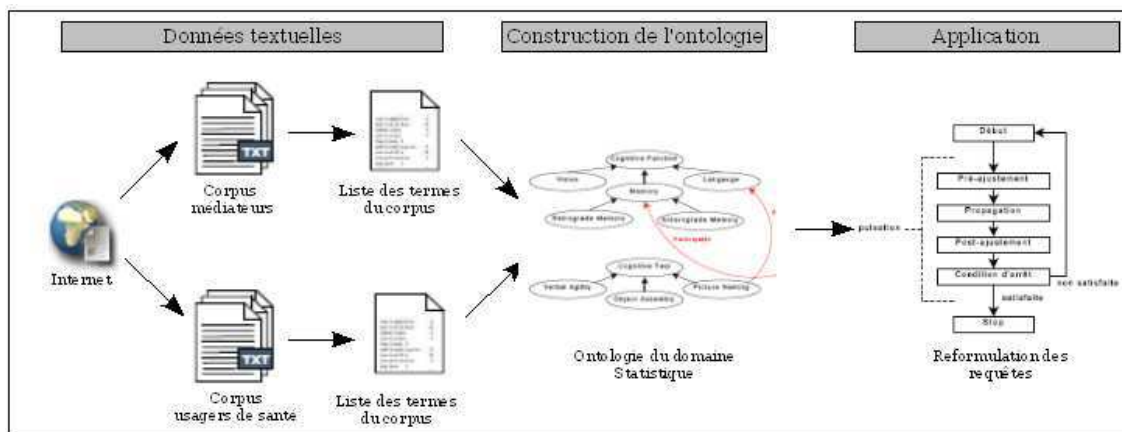 Données textuelles
Construction de l'ontologie
Application
TXT
Corpus
médiateurs
Liste des termes
du corpus
Internet
TXT
Corpus
usagers de santé
Liste des termes
du corpus
Cognitive Function
Vision
Language
Memory
Retrograde Memory
Anterograde Memory
Participate
Cognitive Test
Verbal Agility
Picture Naming
Object Assembly
Ontologie du domaine
Statistique
Début
Pré-ajustement
Propagation
pulsation
Post-ajustement
Condition d'arrêt
non satisfaite
satisfaite
Stop
Reformulation des
requêtes